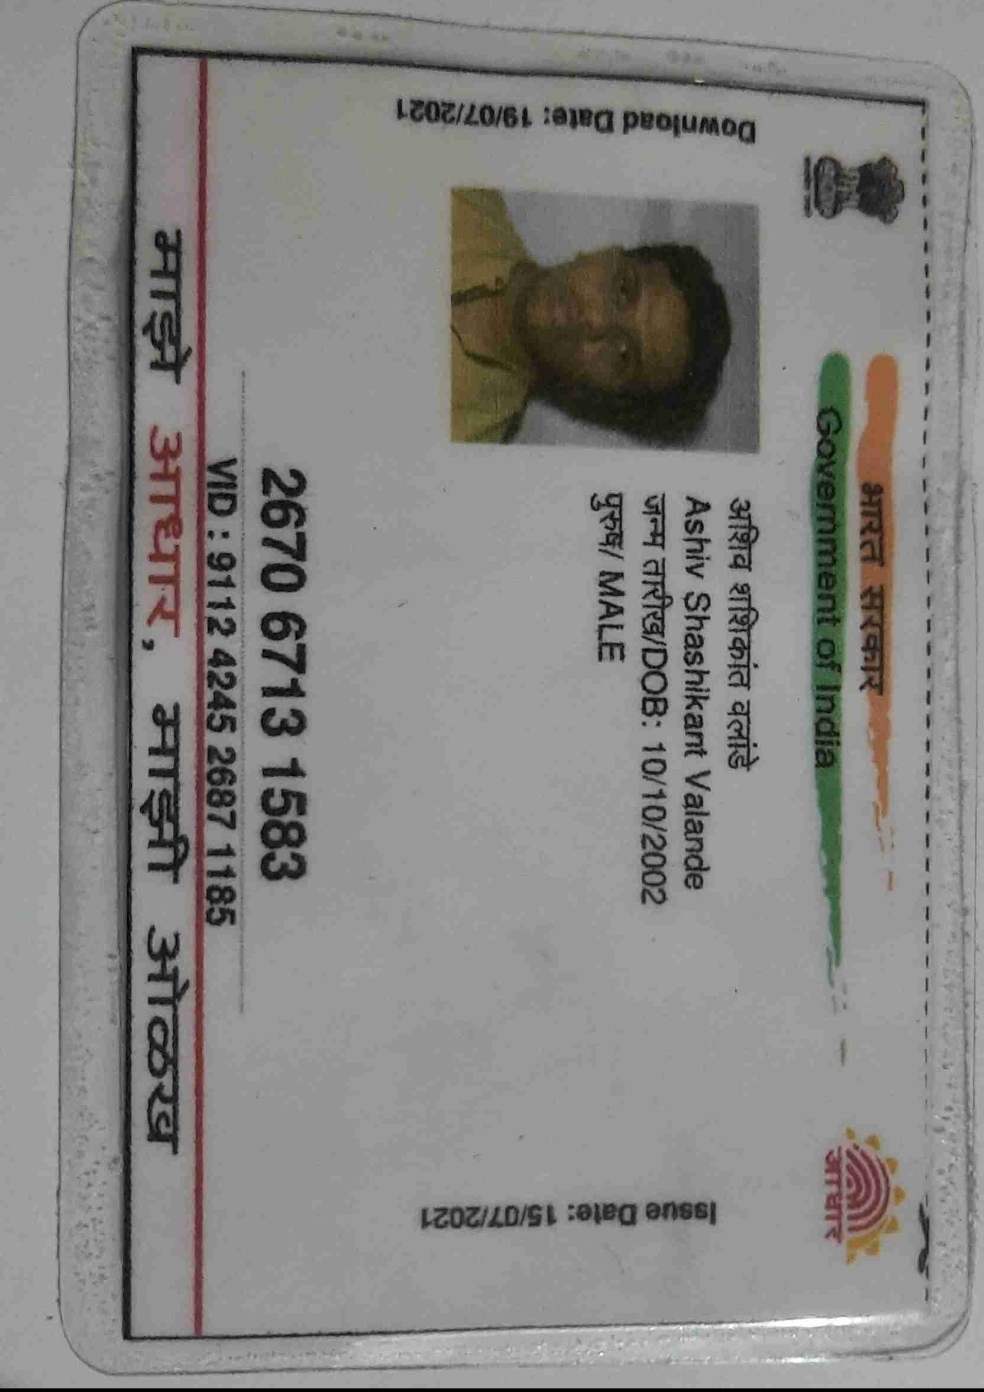 भारत सरकार
Government of India
आधार
Download Date: 19/07/2021
अशिव शशिकांत वलांडे
Ashiv Shashikant Valande
जन्म तारीख/DOB: 10/10/2002
पुरुष/ MALE
Issue Date: 15/07/2021
2670 6713 1583
VID : 9112 4245 2687 1185
माझे आधार, माझी ओळख